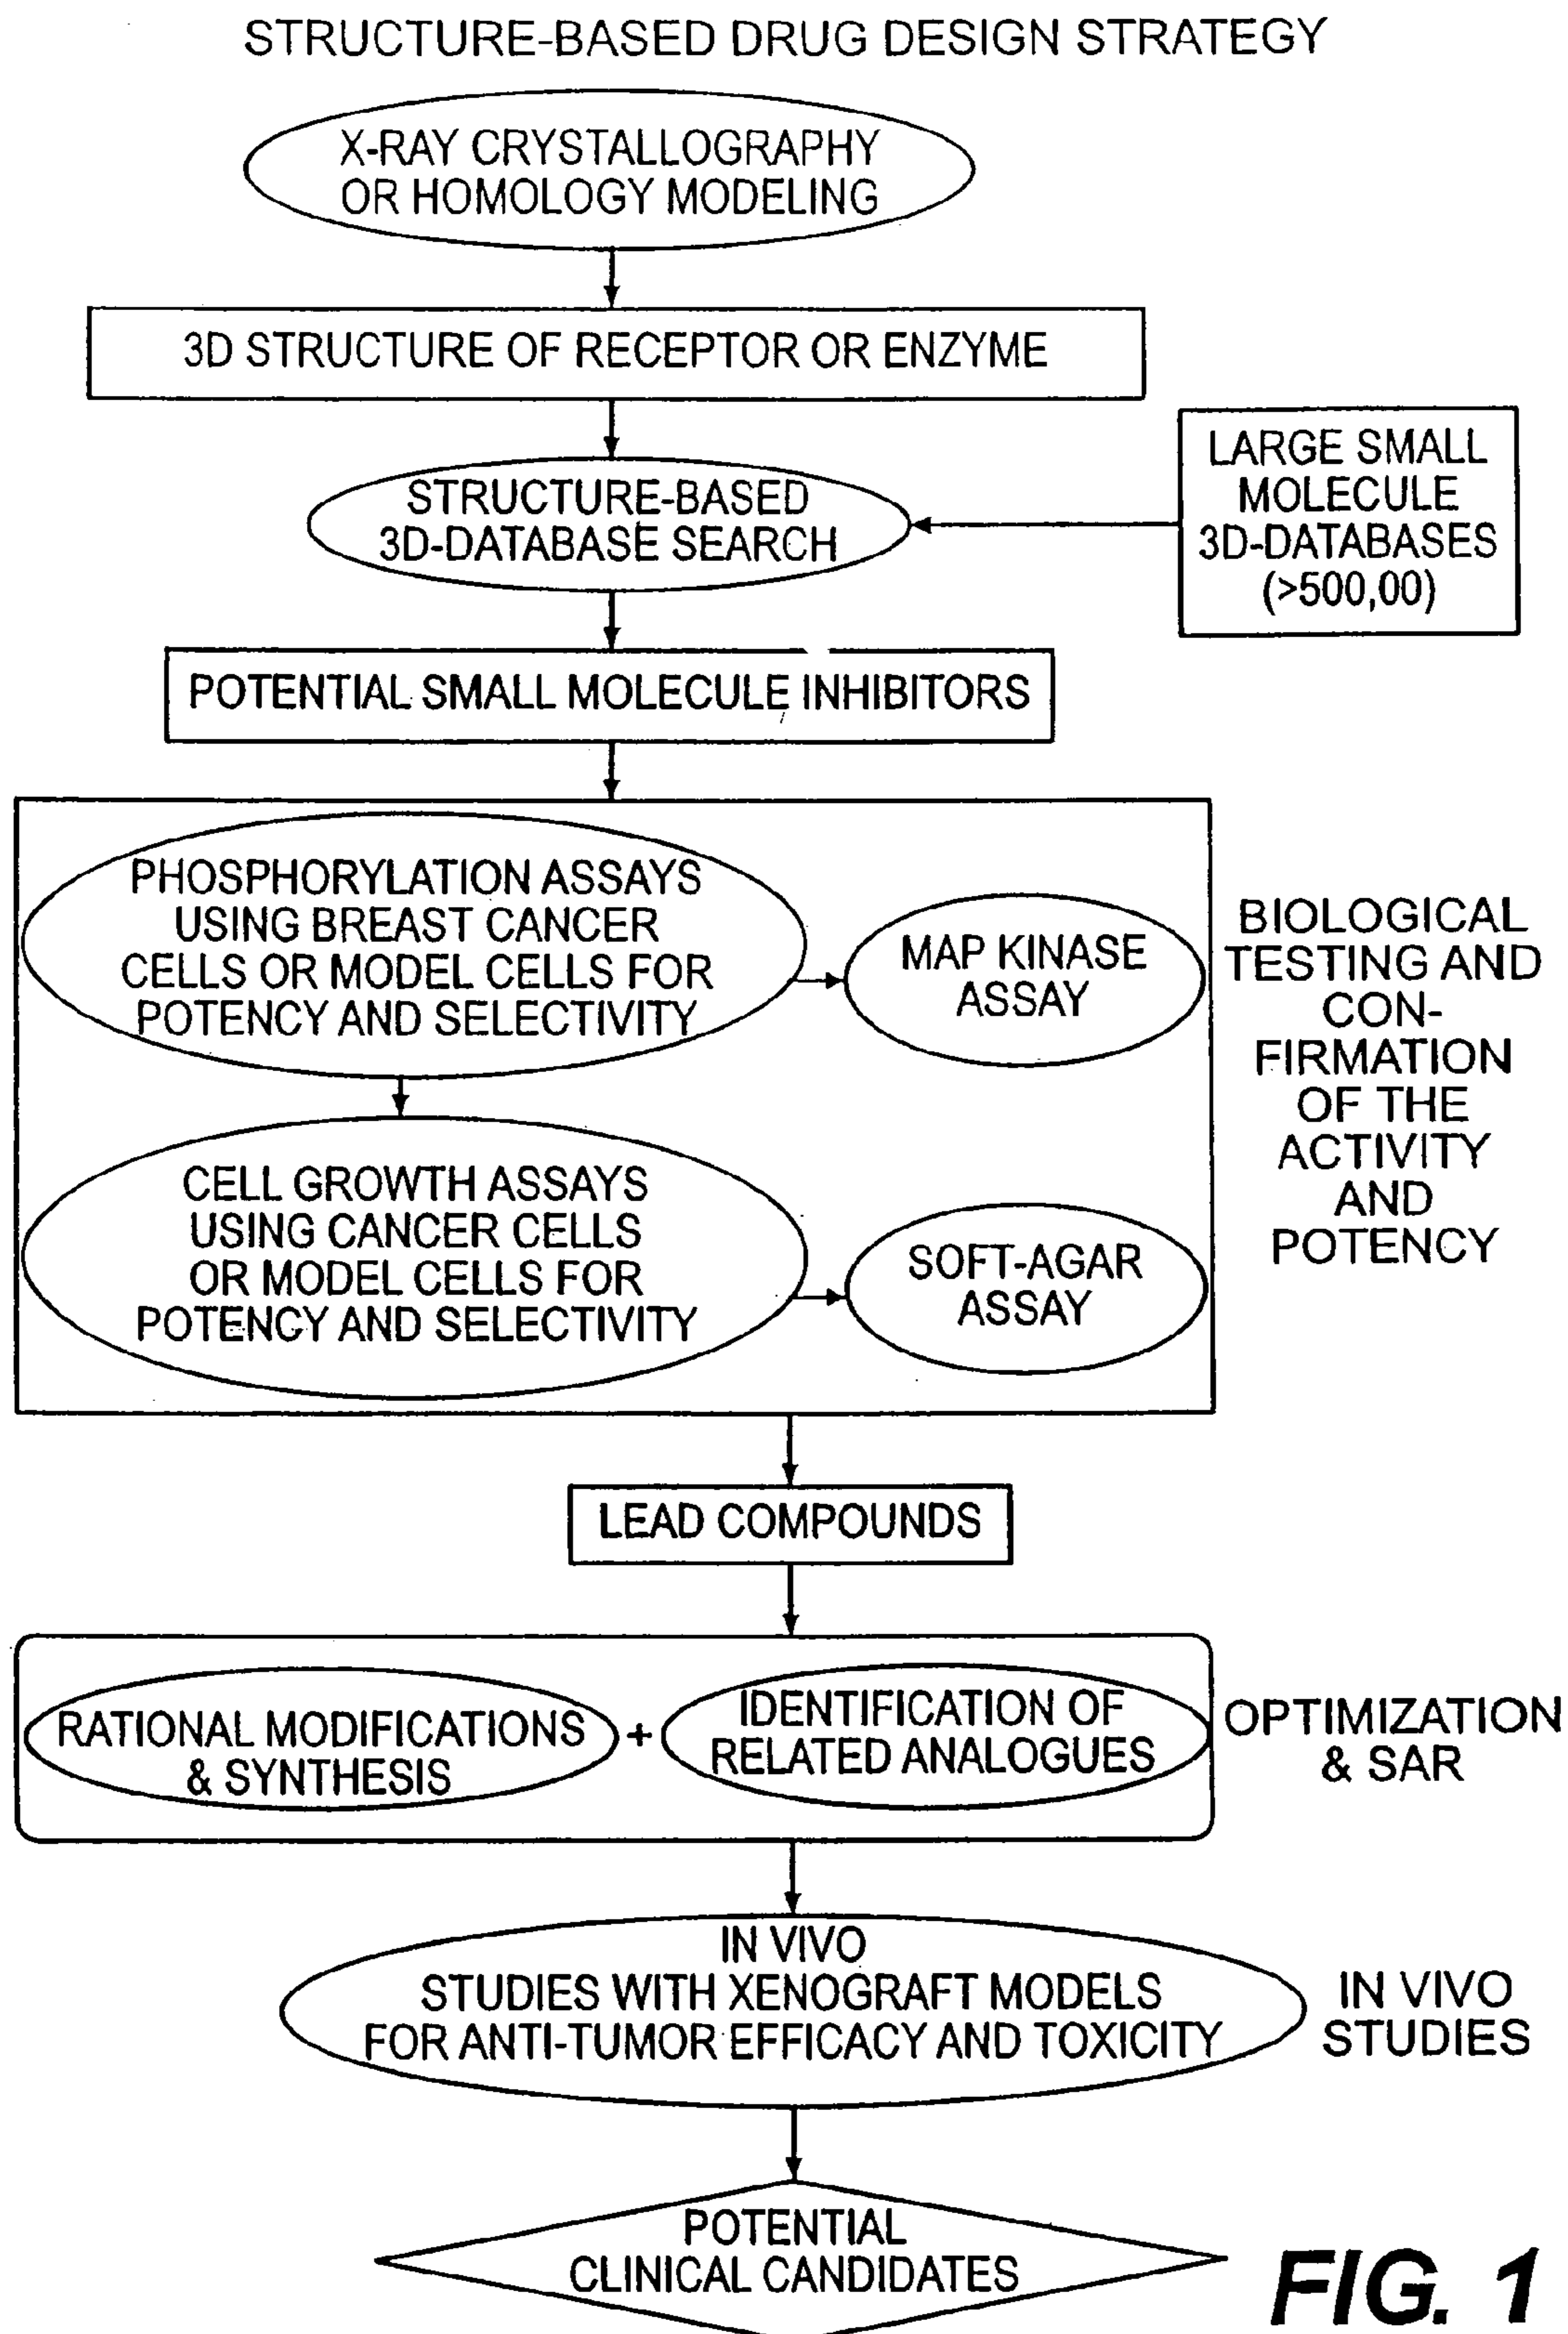 STRUCTURE-BASED DRUG DESIGN STRATEGY
X-RAY CRYSTALLOGRAPHY
OR HOMOLOGY MODELING
3D STRUCTURE OF RECEPTOR OR ENZYME
STRUCTURE-BASED
3D-DATABASE SEARCH
LARGE SMALL
MOLECULE
3D-DATABASES
(>500,00)
POTENTIAL SMALL MOLECULE INHIBITORS
PHOSPHORYLATION ASSAYS
USING BREAST CANCER
CELLS OR MODEL CELLS FOR
POTENCY AND SELECTIVITY
MAP KINASE
ASSAY
CELL GROWTH ASSAYS
USING CANCER CELLS
OR MODEL CELLS FOR
POTENCY AND SELECTIVITY
SOFT-AGAR
ASSAY
BIOLOGICAL
TESTING AND
CON-
FIRMATION
OF THE
ACTIVITY
AND
POTENCY
LEAD COMPOUNDS
RATIONAL MODIFICATIONS
& SYNTHESIS
+
IDENTIFICATION OF
RELATED ANALOGUES
OPTIMIZATION
& SAR
IN VIVO
STUDIES WITH XENOGRAFT MODELS
FOR ANTI-TUMOR EFFICACY AND TOXICITY
IN VIVO
STUDIES
POTENTIAL
CLINICAL CANDIDATES
FIG. 1